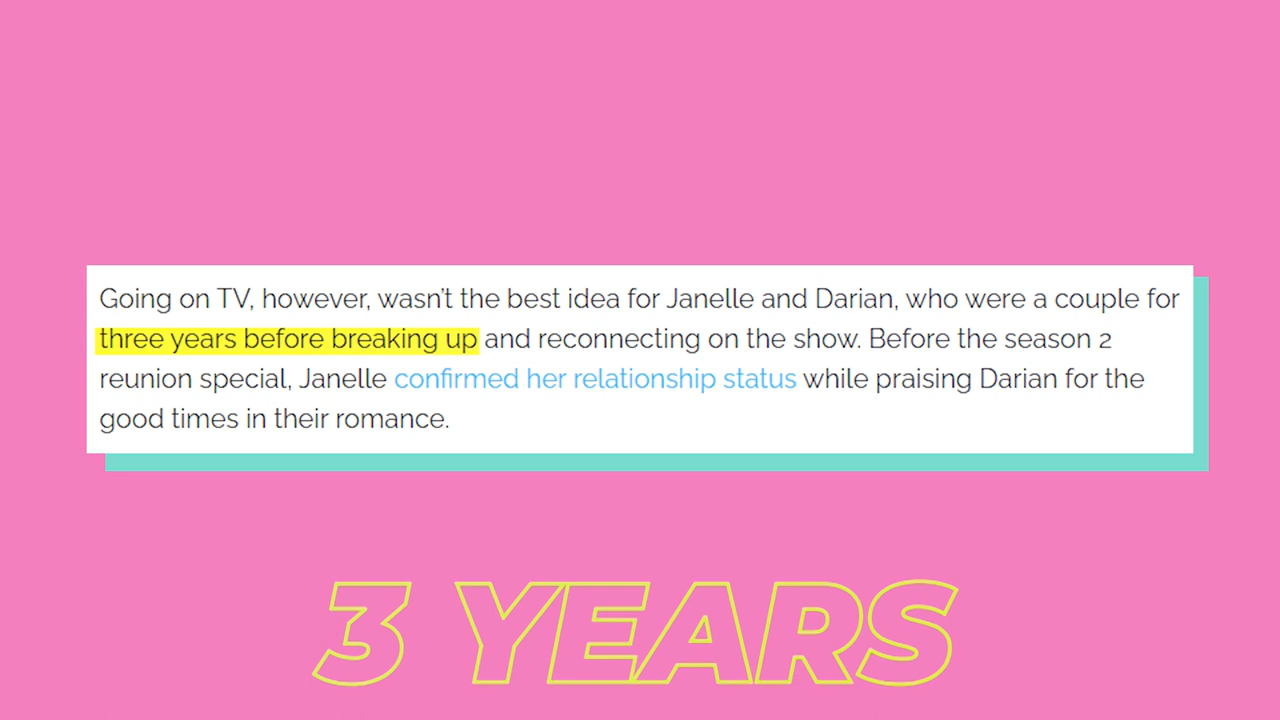 Going on TV, however, wasn't the best idea for Janelle and Darian, who were a couple for
three years before breaking up and reconnecting on the show. Before the season 2
reunion special, Janelle confirmed her relationship status while praising Darian for the
good times in their romance.
3 YEARS